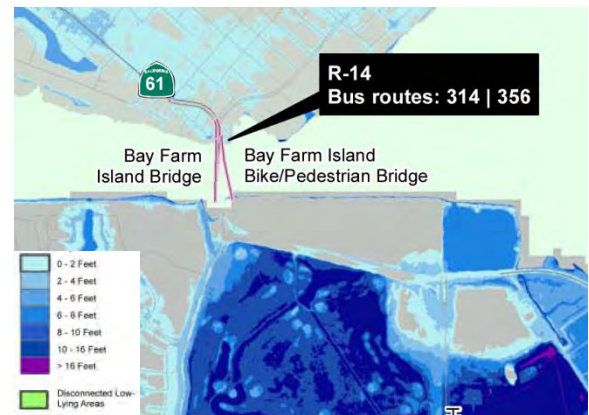 CALIFORNIA
61
R-14
Bus routes: 314 | 356
Bay Farm
Island Bridge
Bay Farm Island
Bike/Pedestrian Bridge
0 - 2 Feet
2 - 4 Feet
4 - 6 Feet
6 - 8 Feet
8 - 10 Feet
10 - 16 Feet
> 16 Feet
Disconnected Low-
Lying Areas